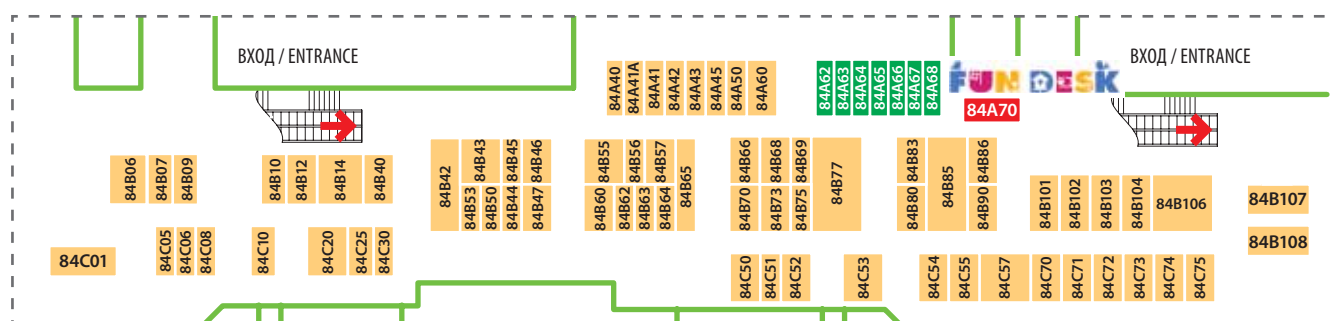 ВХОД / ENTRANCE
ВХОД / ENTRANCE
FUN DESK
84A40
84A41A
84A41
84A42
84A43
84A45
84A50
84A60
84A62
84A63
84A64
84A65
84A66
84A67
84A68
84A70
84B06
84B07
84B09
84B10
84B12
84B14
84B40
84B42
84B43
84B45
84B46
84B53
84B50
84B44
84B47
84B55
84B56
84B57
84B65
84B60
84B62
84B63
84B64
84B66
84B68
84B69
84B77
84B70
84B73
84B75
84B83
84B85
84B86
84B80
84B90
84B101
84B102
84B103
84B104
84B106
84B107
84B108
84C01
84C05
84C06
84C08
84C10
84C20
84C25
84C30
84C50
84C51
84C52
84C53
84C54
84C55
84C57
84C70
84C71
84C72
84C73
84C74
84C75